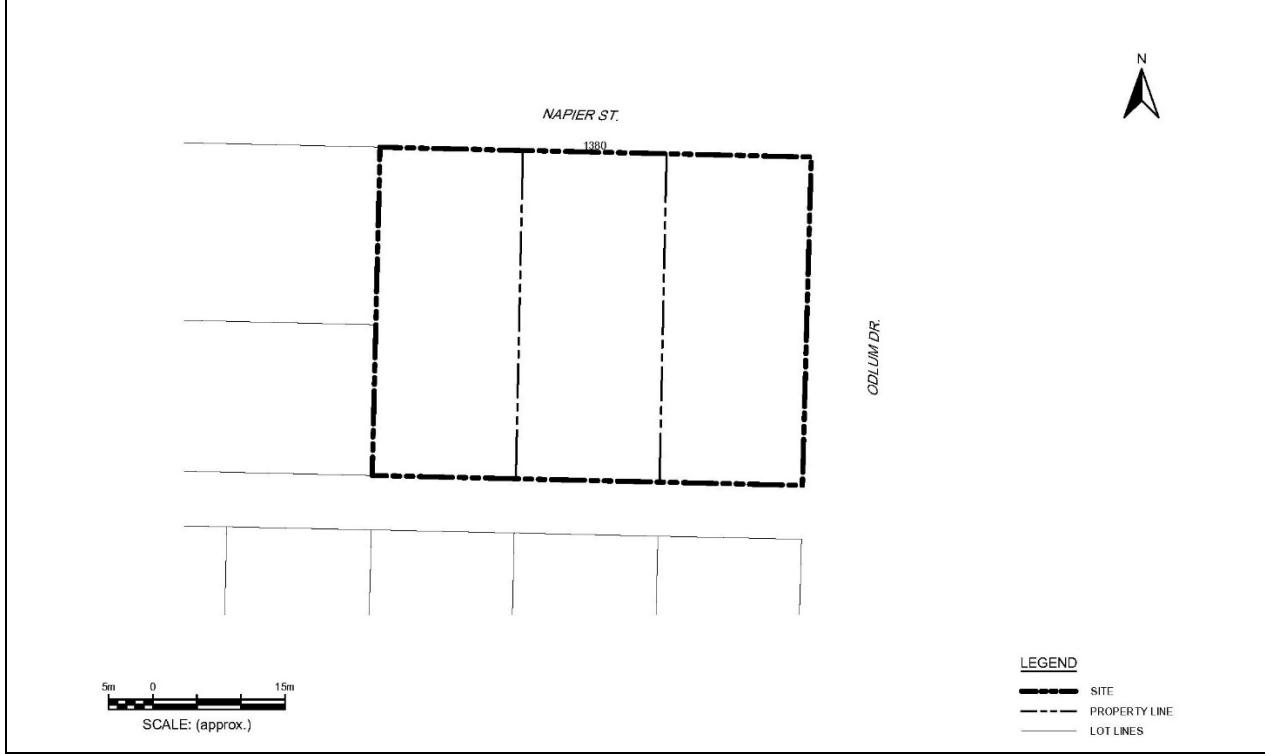 N
NAPIER ST.
1380
ODLUM DR.
5m 0 15m
SCALE: (approx.)
LEGEND
SITE
PROPERTY LINE
LOT LINES